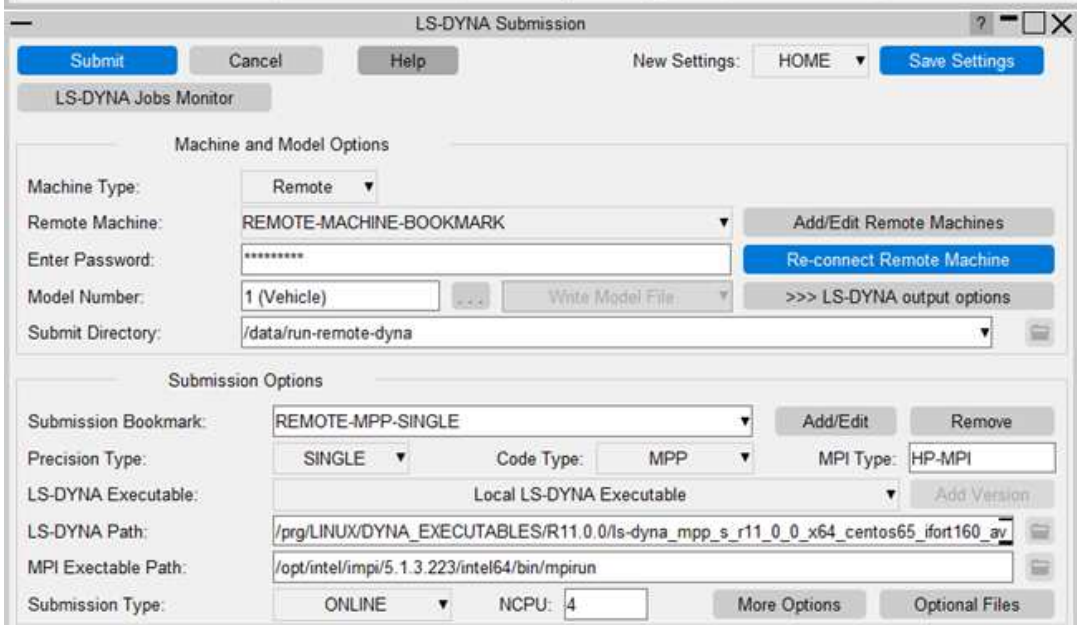 LS-DYNA Submission ?
Submit Cancel Help New Settings: HOME Save Settings
LS-DYNA Jobs Monitor
Machine and Model Options
Machine Type: Remote
Remote Machine: REMOTE-MACHINE-BOOKMARK Add/Edit Remote Machines
Enter Password: ********* Re-connect Remote Machine
Model Number: 1 (Vehicle) ... Write Model File >>> LS-DYNA output options
Submit Directory: /data/run-remote-dyna
Submission Options
Submission Bookmark: REMOTE-MPP-SINGLE Add/Edit Remove
Precision Type: SINGLE Code Type: MPP MPI Type: HP-MPI
LS-DYNA Executable: Local LS-DYNA Executable Add Version
LS-DYNA Path: /prg/LINUX/DYNA_EXECUTABLES/R11.0.0/ls-dyna_mpp_s_r11_0_0_x64_centos65_ifort160_av
MPI Exectable Path: /opt/intel/impi/5.1.3.223/intel64/bin/mpirun
Submission Type: ONLINE NCPU: 4 More Options Optional Files